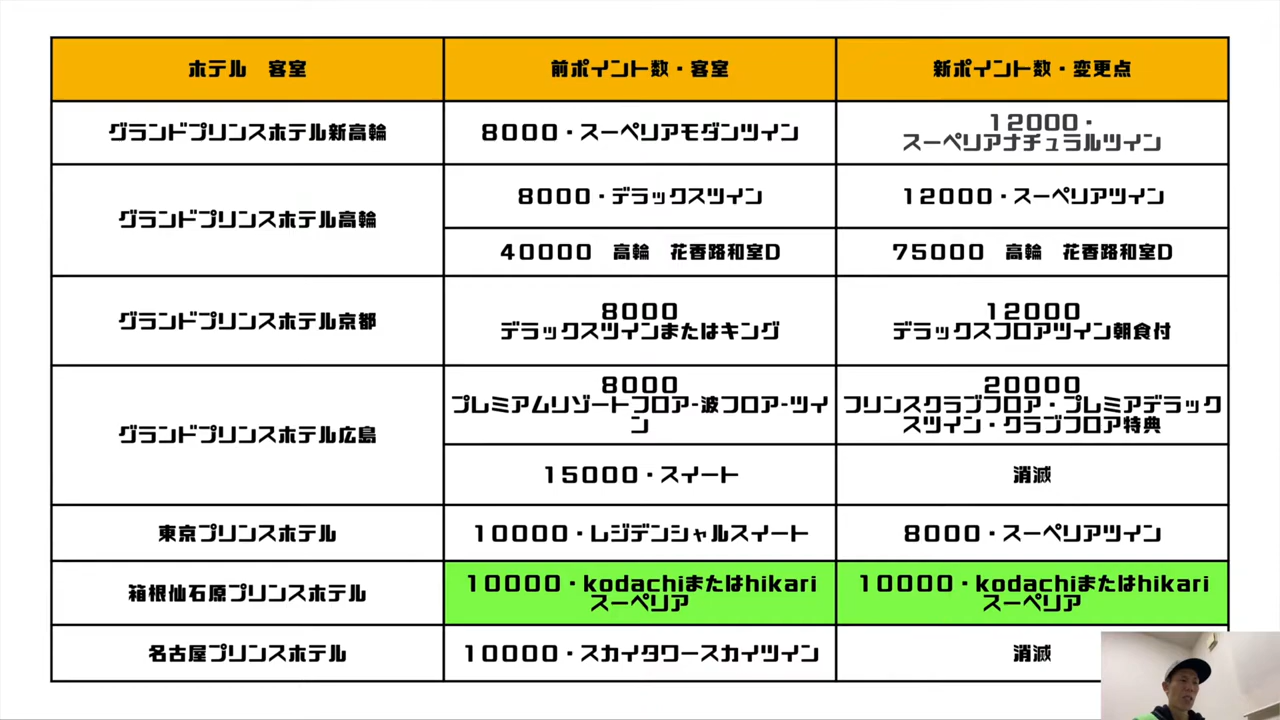 ホテル　客室
前ポイント数・客室
新ポイント数・変更点
グランドプリンスホテル新高輪
8000・スーペリアモダンツイン
12000・
スーペリアナチュラルツイン
グランドプリンスホテル高輪
8000・デラックスツイン
12000・スーペリアツイン
40000　高輪　花香路和室D
75000　高輪　花香路和室D
グランドプリンスホテル京都
8000
デラックスツインまたはキング
12000
デラックスフロアツイン朝食付
グランドプリンスホテル広島
8000
プレミアムリゾートフロア-波フロア-ツイ
ン
20000
プリンスクラブフロア・プレミアデラック
スツイン・クラブフロア特典
15000・スイート
消滅
東京プリンスホテル
10000・レジデンシャルスイート
8000・スーペリアツイン
箱根仙石原プリンスホテル
10000・kodachiまたはhikari
スーペリア
10000・kodachiまたはhikari
スーペリア
名古屋プリンスホテル
10000・スカイタワースカイツイン
消滅